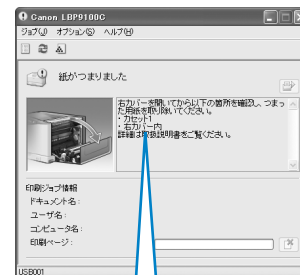 Canon LBP9100C
ジョブ(J) オプション(S) ヘルプ(H)
紙がつまりました
右カバーを開いてから以下の箇所を確認し、つまっ
た用紙を取り除いてください。
・カセット1
・右カバー内
詳細は取扱説明書をご覧ください。
印刷ジョブ情報
ドキュメント名:
ユーザ名:
コンピュータ名:
印刷ページ:
USB001